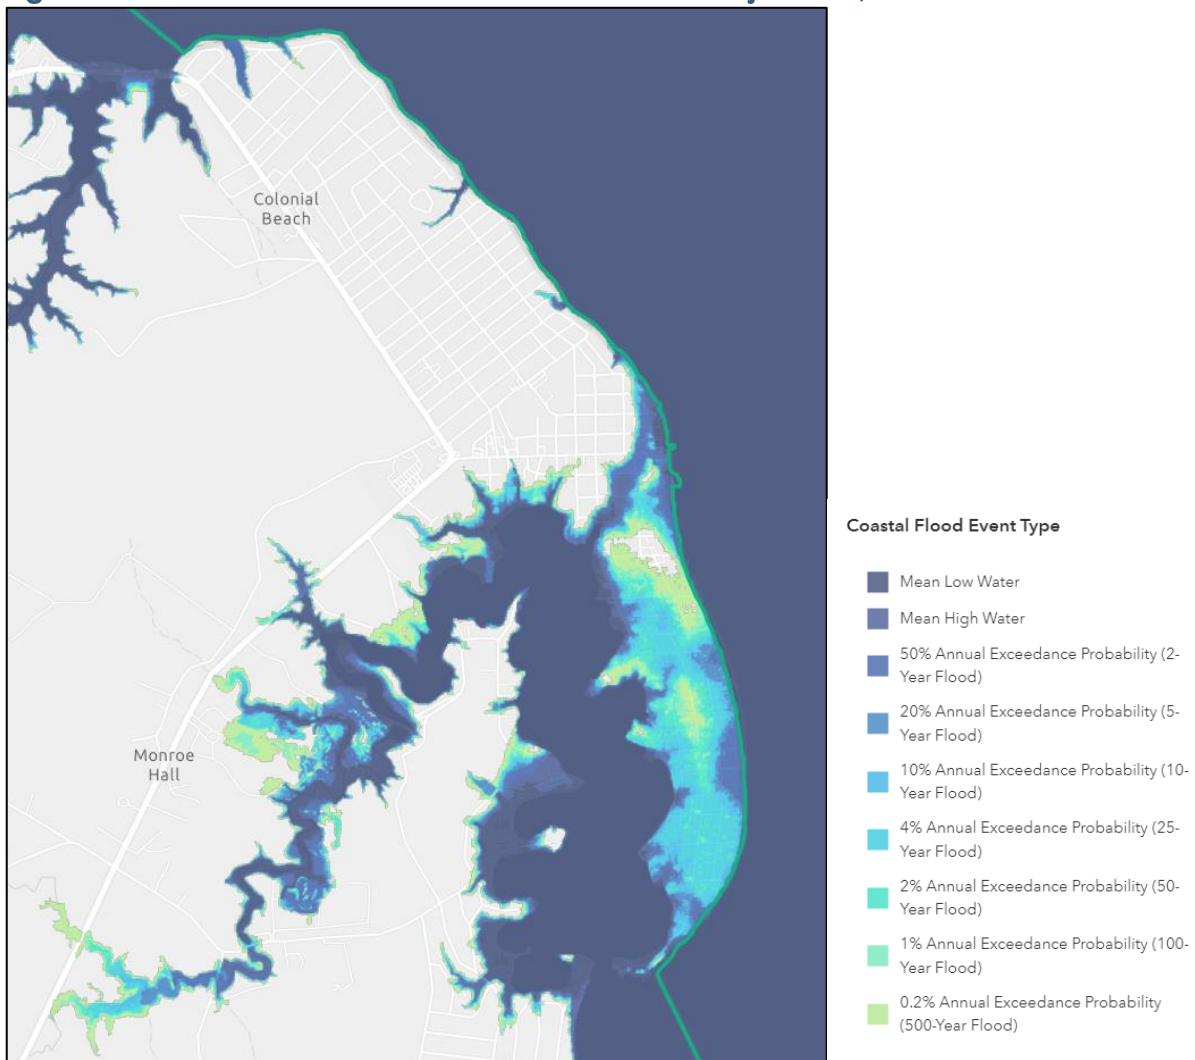 Colonial
Beach
Monroe
Hall
Coastal Flood Event Type
Mean Low Water
Mean High Water
50% Annual Exceedance Probability (2-
Year Flood)
20% Annual Exceedance Probability (5-
Year Flood)
10% Annual Exceedance Probability (10-
Year Flood)
4% Annual Exceedance Probability (25-
Year Flood)
2% Annual Exceedance Probability (50-
Year Flood)
1% Annual Exceedance Probability (100-
Year Flood)
0.2% Annual Exceedance Probability
(500-Year Flood)